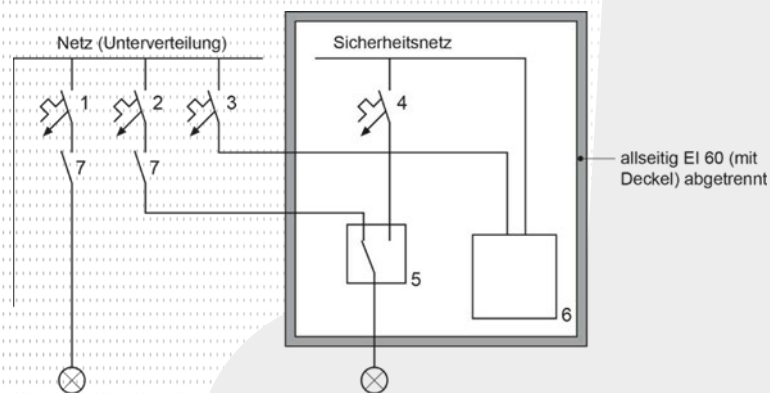 Netz (Unterverteilung)
Sicherheitsnetz
1
2
3
4
7
7
allseitig EI 60 (mit
Deckel) abgetrennt
5
6